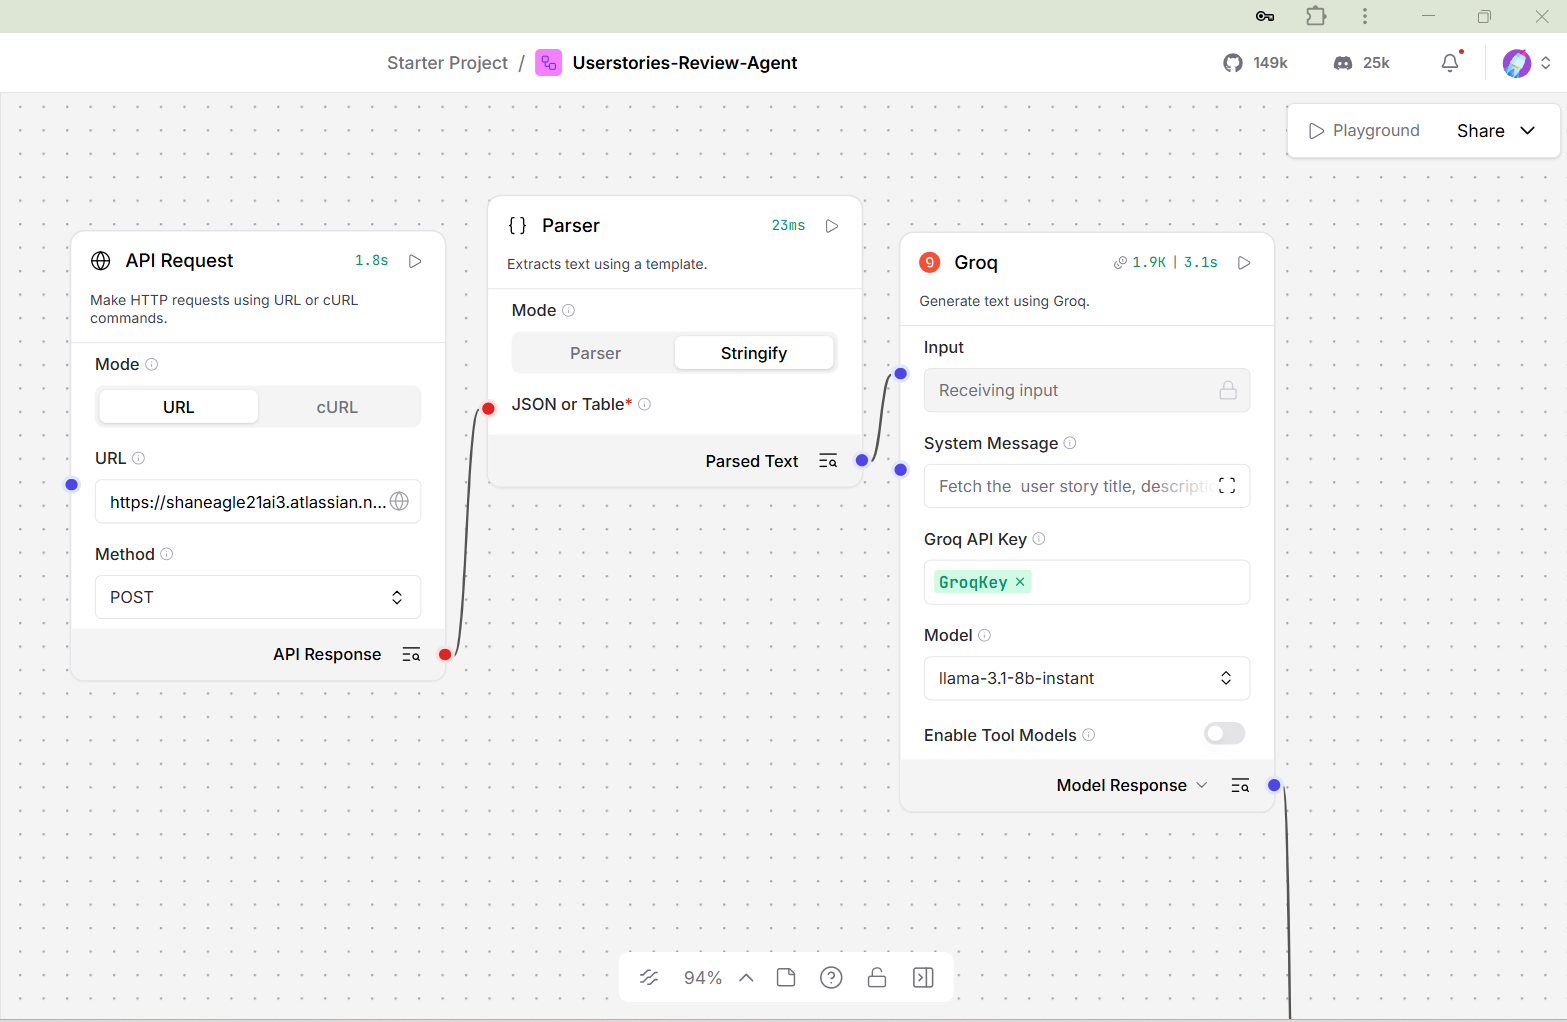 Starter Project / Userstories-Review-Agent
149k
25k
Playground
Share
API Request
1.8s
Make HTTP requests using URL or cURL
commands.
Mode
URL
cURL
URL
https://shaneagle21ai3.atlassian.n...
Method
POST
API Response
{} Parser
23ms
Extracts text using a template.
Mode
Parser
Stringify
JSON or Table*
Parsed Text
g
Groq
1.9K | 3.1s
Generate text using Groq.
Input
Receiving input
System Message
Fetch the  user story title, descripti
Groq API Key
GroqKey ×
Model
llama-3.1-8b-instant
Enable Tool Models
Model Response
94%